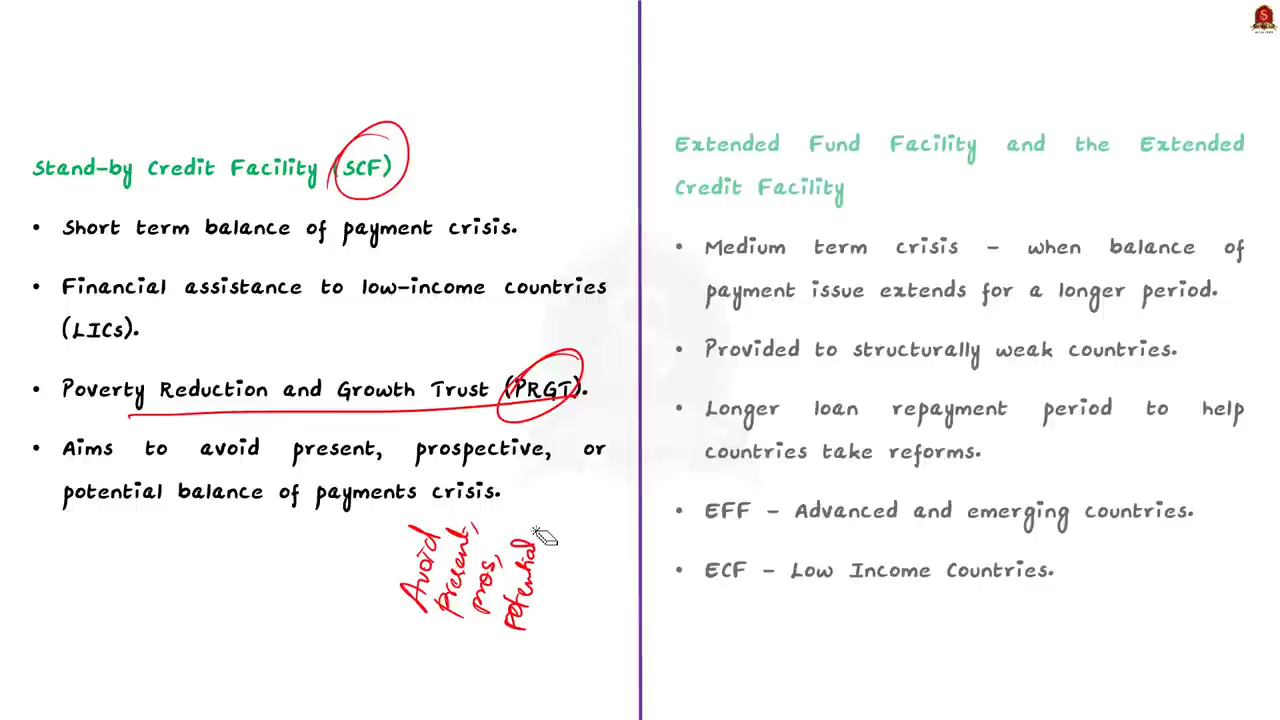 Stand-by Credit Facility (SCF)
• Short term balance of payment crisis.
• Financial assistance to low-income countries
(LICs).
• Poverty Reduction and Growth Trust (PRGT).
• Aims to avoid present, prospective, or
potential balance of payments crisis.
Avoid
present,
pros,
potential
Extended Fund Facility and the Extended
Credit Facility
• Medium term crisis – when balance of
payment issue extends for a longer period.
• Provided to structurally weak countries.
• Longer loan repayment period to help
countries take reforms.
• EFF – Advanced and emerging countries.
• ECF – Low Income Countries.